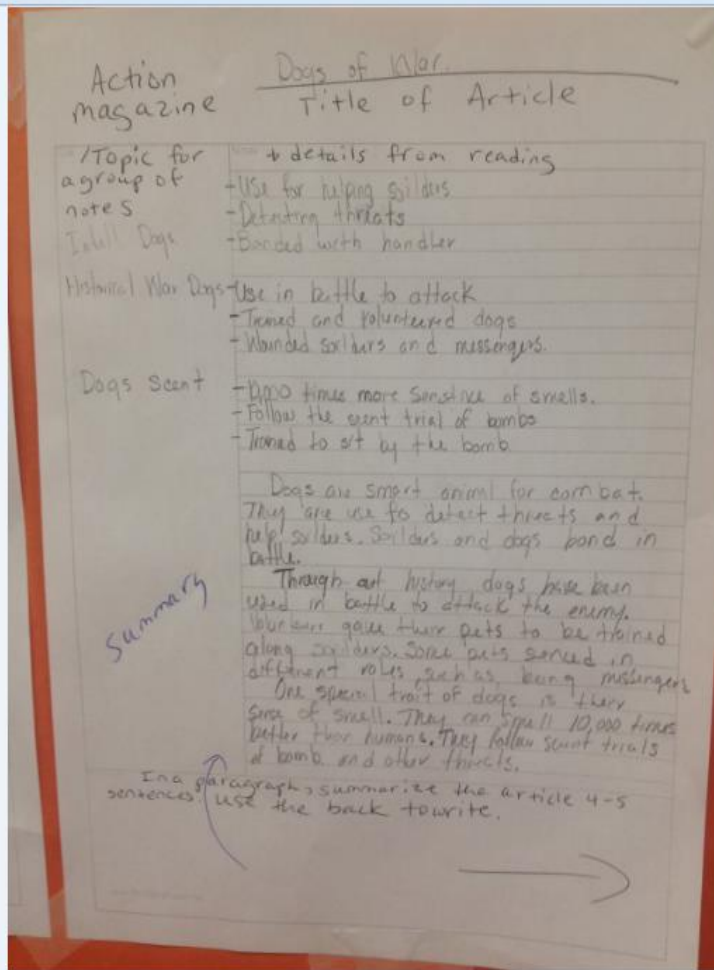 Action
magazine
Dogs of War.
Title of Article
/Topic for
a group of
notes
+ details from reading
- Use for helping soilders
- Detecting threats
Intell Dogs - Bonded with handler
Historical War Dogs - Use in battle to attack
- Trained and volunteered dogs
- Wounded soilders and messengers.
Dogs Scent - times more sensitive of smells.
- Follow the scent trial of bombs
- Trained to sit by the bomb
Summary
Dogs are smart animal for combat.
They are use to detect threats and
help soilders. Soilders and dogs bond in
battle.
Through out history, dogs have been
used in battle to attack the enemy.
gave their pets to be trained
along soilders. Some pets served in
different roles, such as being messengers
One special trait of dogs is their
sense of smell. They can smell 10,000 times
better than humans. They follow scent trials
of bomb and other threats.
In a paragraph, summarize the article 4-5
sentences. Use the back to write.